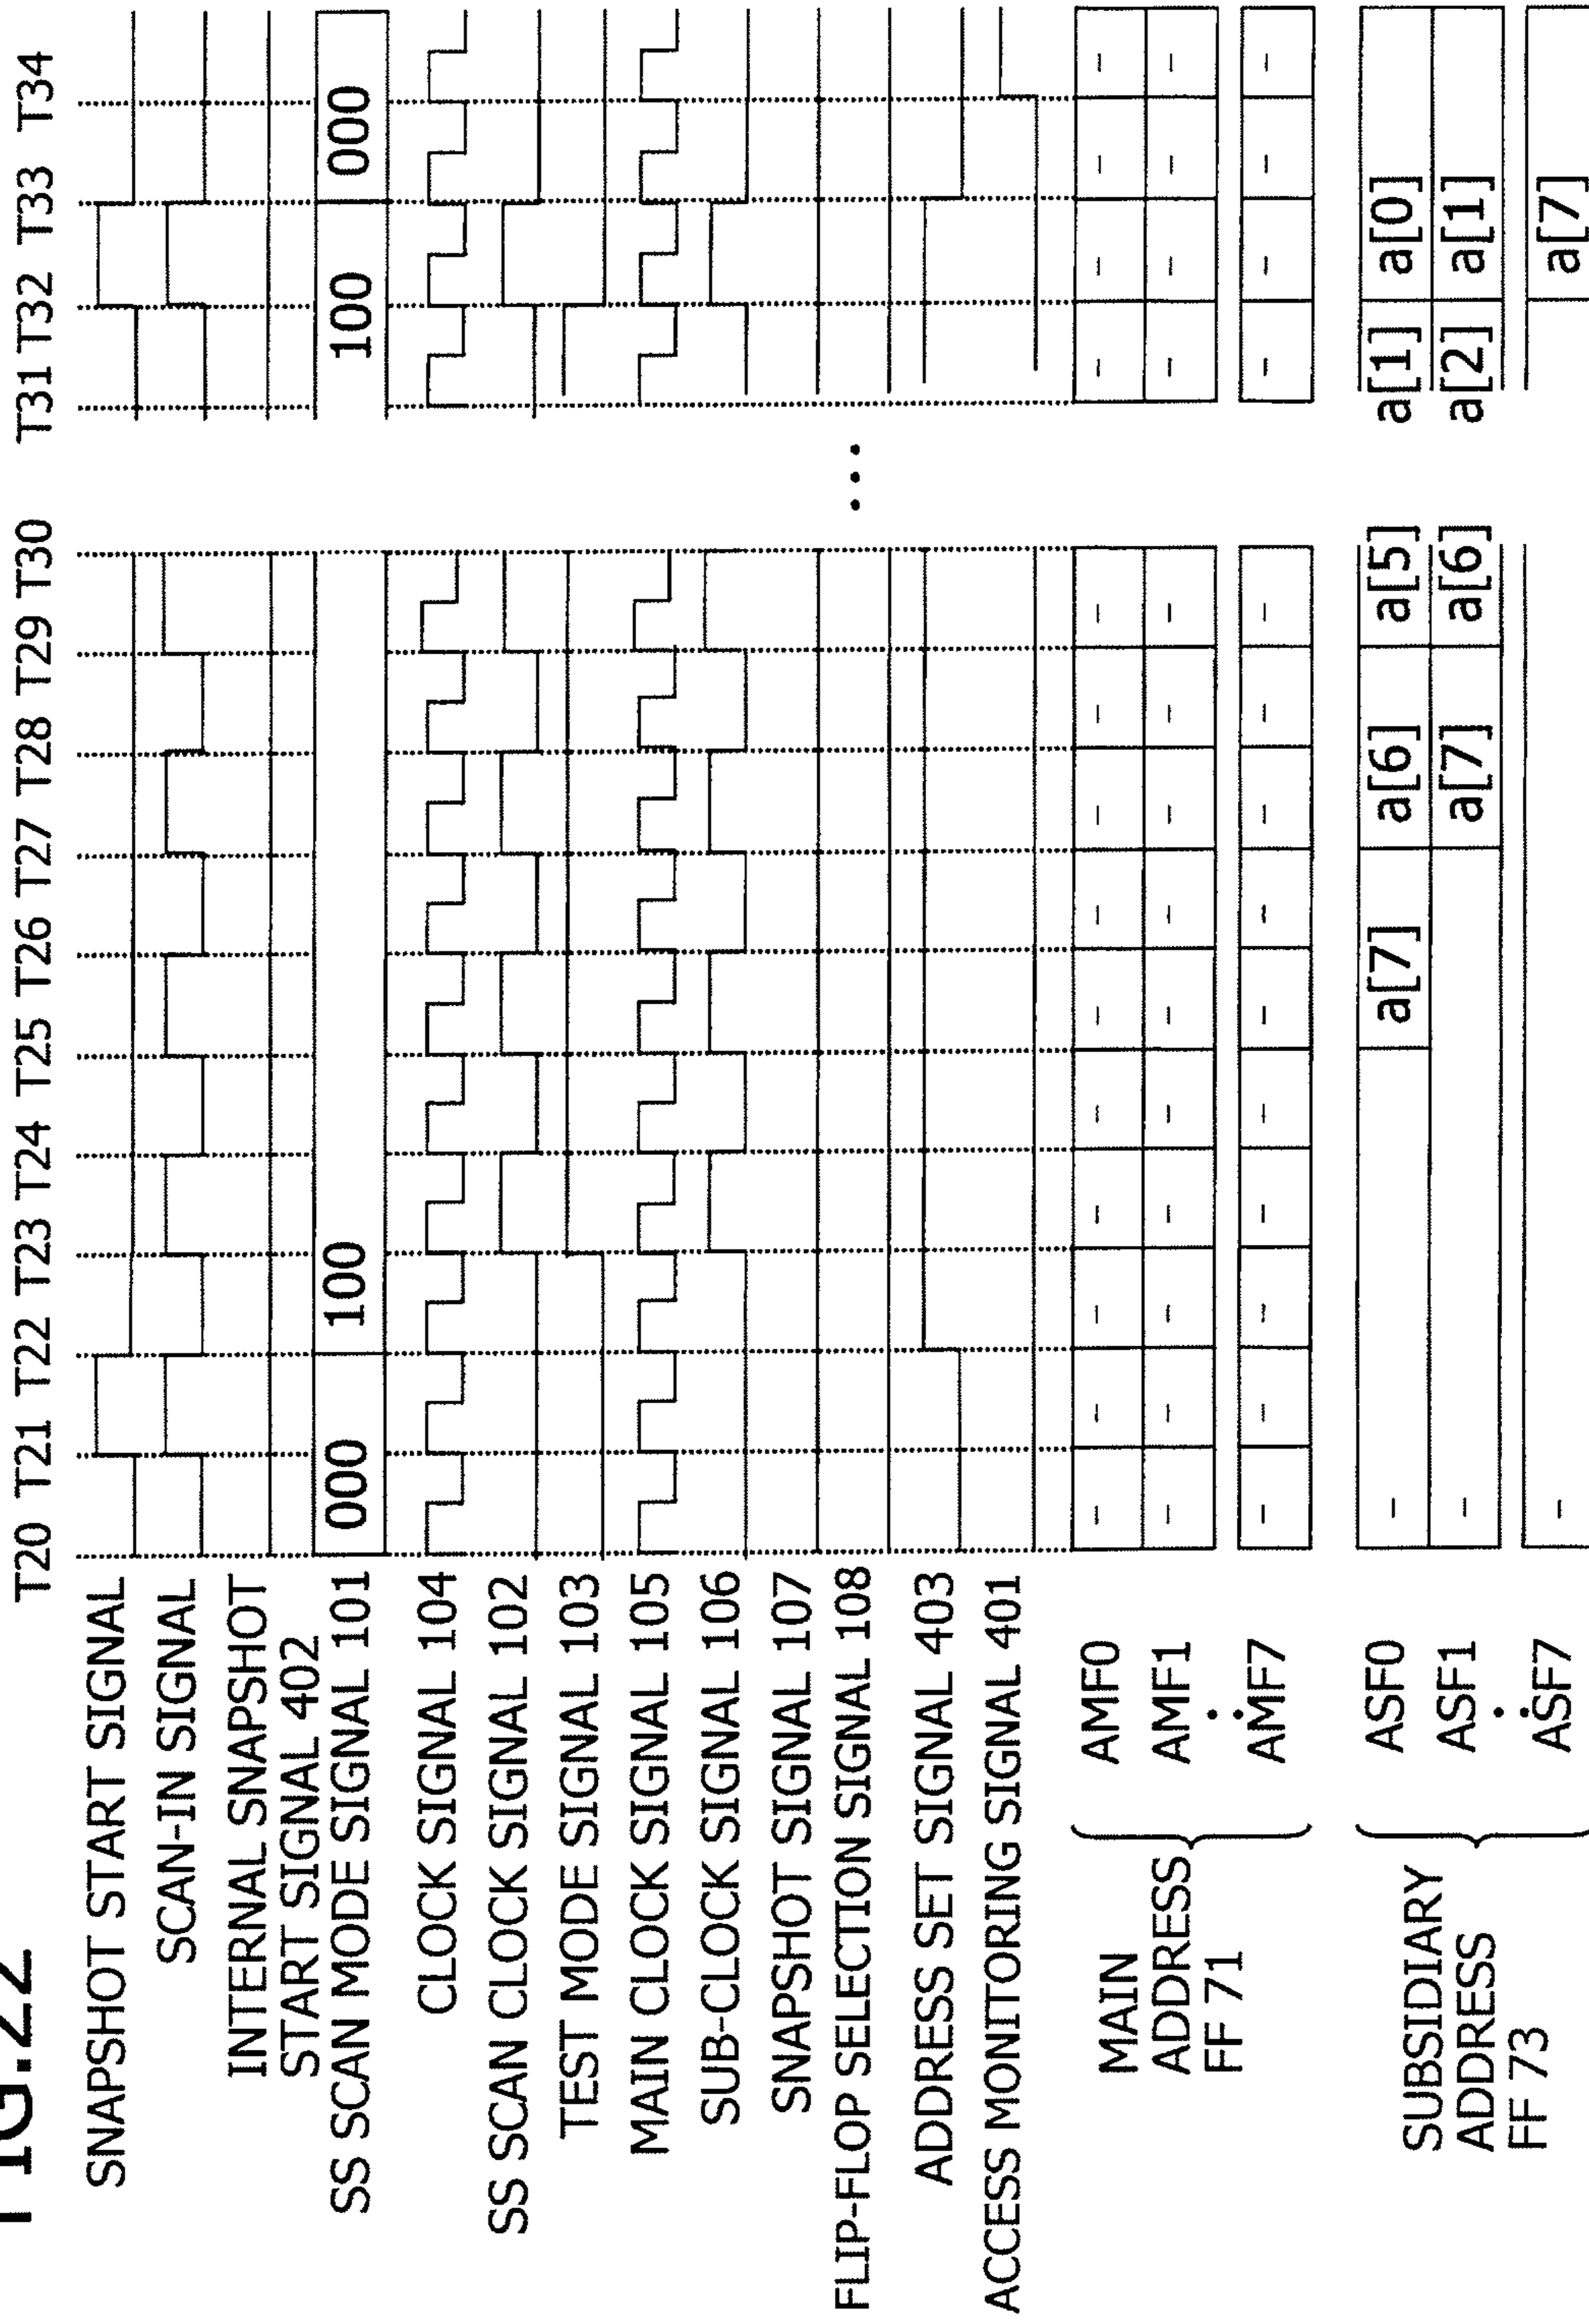 FIG.22
T20 T21 T22 T23 T24 T25 T26 T27 T28 T29 T30 T31 T32 T33 T34
SNAPSHOT START SIGNAL
SCAN-IN SIGNAL
INTERNAL SNAPSHOT
START SIGNAL 402
SS SCAN MODE SIGNAL 101 000 100 100 000
CLOCK SIGNAL 104
SS SCAN CLOCK SIGNAL 102
TEST MODE SIGNAL 103
MAIN CLOCK SIGNAL 105
SUB-CLOCK SIGNAL 106
SNAPSHOT SIGNAL 107
...
FLIP-FLOP SELECTION SIGNAL 108
ADDRESS SET SIGNAL 403
ACCESS MONITORING SIGNAL 401
MAIN
ADDRESS
FF 71
AMF0 - - - - - - - - - - - - - -
AMF1 - - - - - - - - - - - - - -
AMF7 - - - - - - - - - - - - - -
SUBSIDIARY
ADDRESS
FF 73
ASF0 - a[7] a[6] a[5] a[1] a[0]
ASF1 - a[7] a[6] a[2] a[1]
ASF7 - a[7]